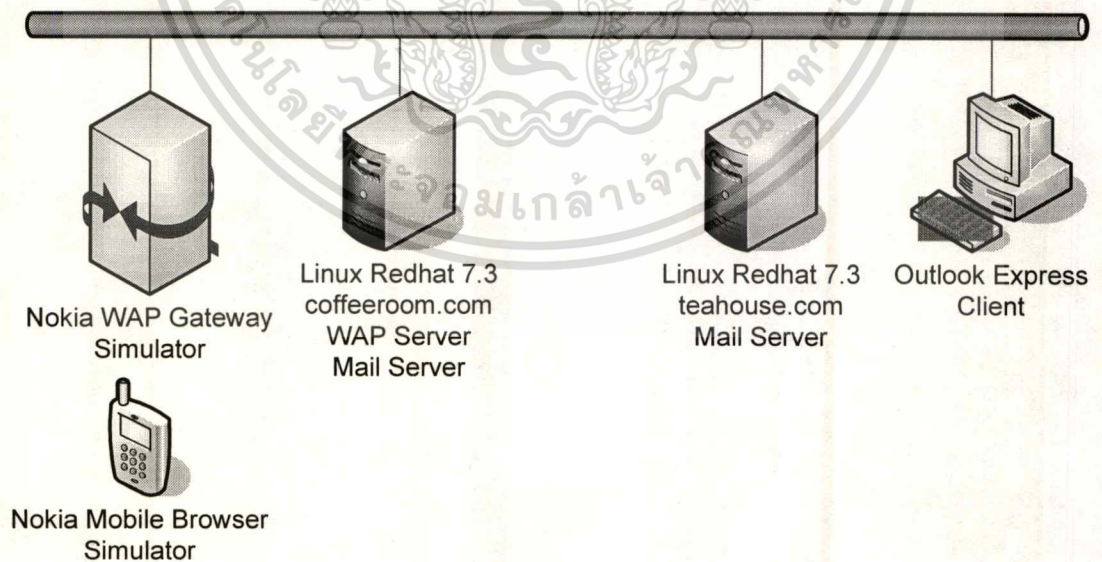 Nokia WAP Gateway
Simulator
Linux Redhat 7.3
coffeeroom.com
WAP Server
Mail Server
Linux Redhat 7.3
teahouse.com
Mail Server
Outlook Express
Client
Nokia Mobile Browser
Simulator